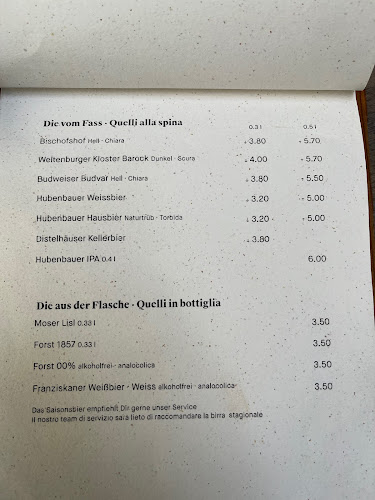 Die vom Fass - Quelli alla spina
0.3 l 0.5 l
Bischofshof Hell - Chiara 3.80 5.70
Weltenburger Kloster Barock Dunkel - Scura 4.00 5.70
Budweiser Budvar Hell - Chiara 3.80 5.50
Hubenbauer Weissbier 3.20 5.00
Hubenbauer Hausbier Naturtrüb - Torbida 3.20 5.00
Distelhäuser Kellerbier 3.80
Hubenbauer IPA 0.4 l 6.00
Die aus der Flasche - Quelli in bottiglia
Moser Lisl 0.33 l 3.50
Forst 1857 0.33 l 3.50
Forst 00% alkoholfrei - analocolica 3.50
Franziskaner Weißbier - Weiss alkoholfrei - analocolica 3.50
Das Saisonsbier empfiehlt Dir gerne unser Service
Il nostro team di servizio sarà lieto di raccomandare la birra stagionale